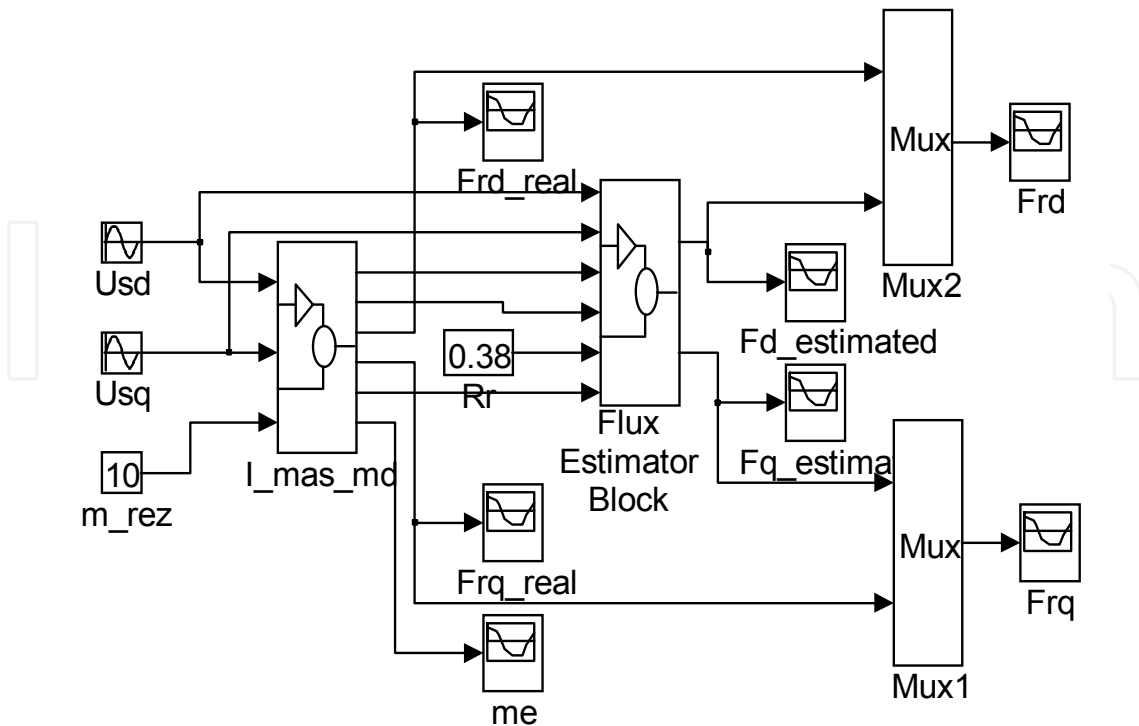 Mux
Frd_real
Frd
Usd
Mux2
Fd_estimated
0.38
Usq
Rr
Flux
Estimator
Block
Fq_estimat
I_mas_md
10
m_rez
Mux
Frq_real
Frq
Mux1
me